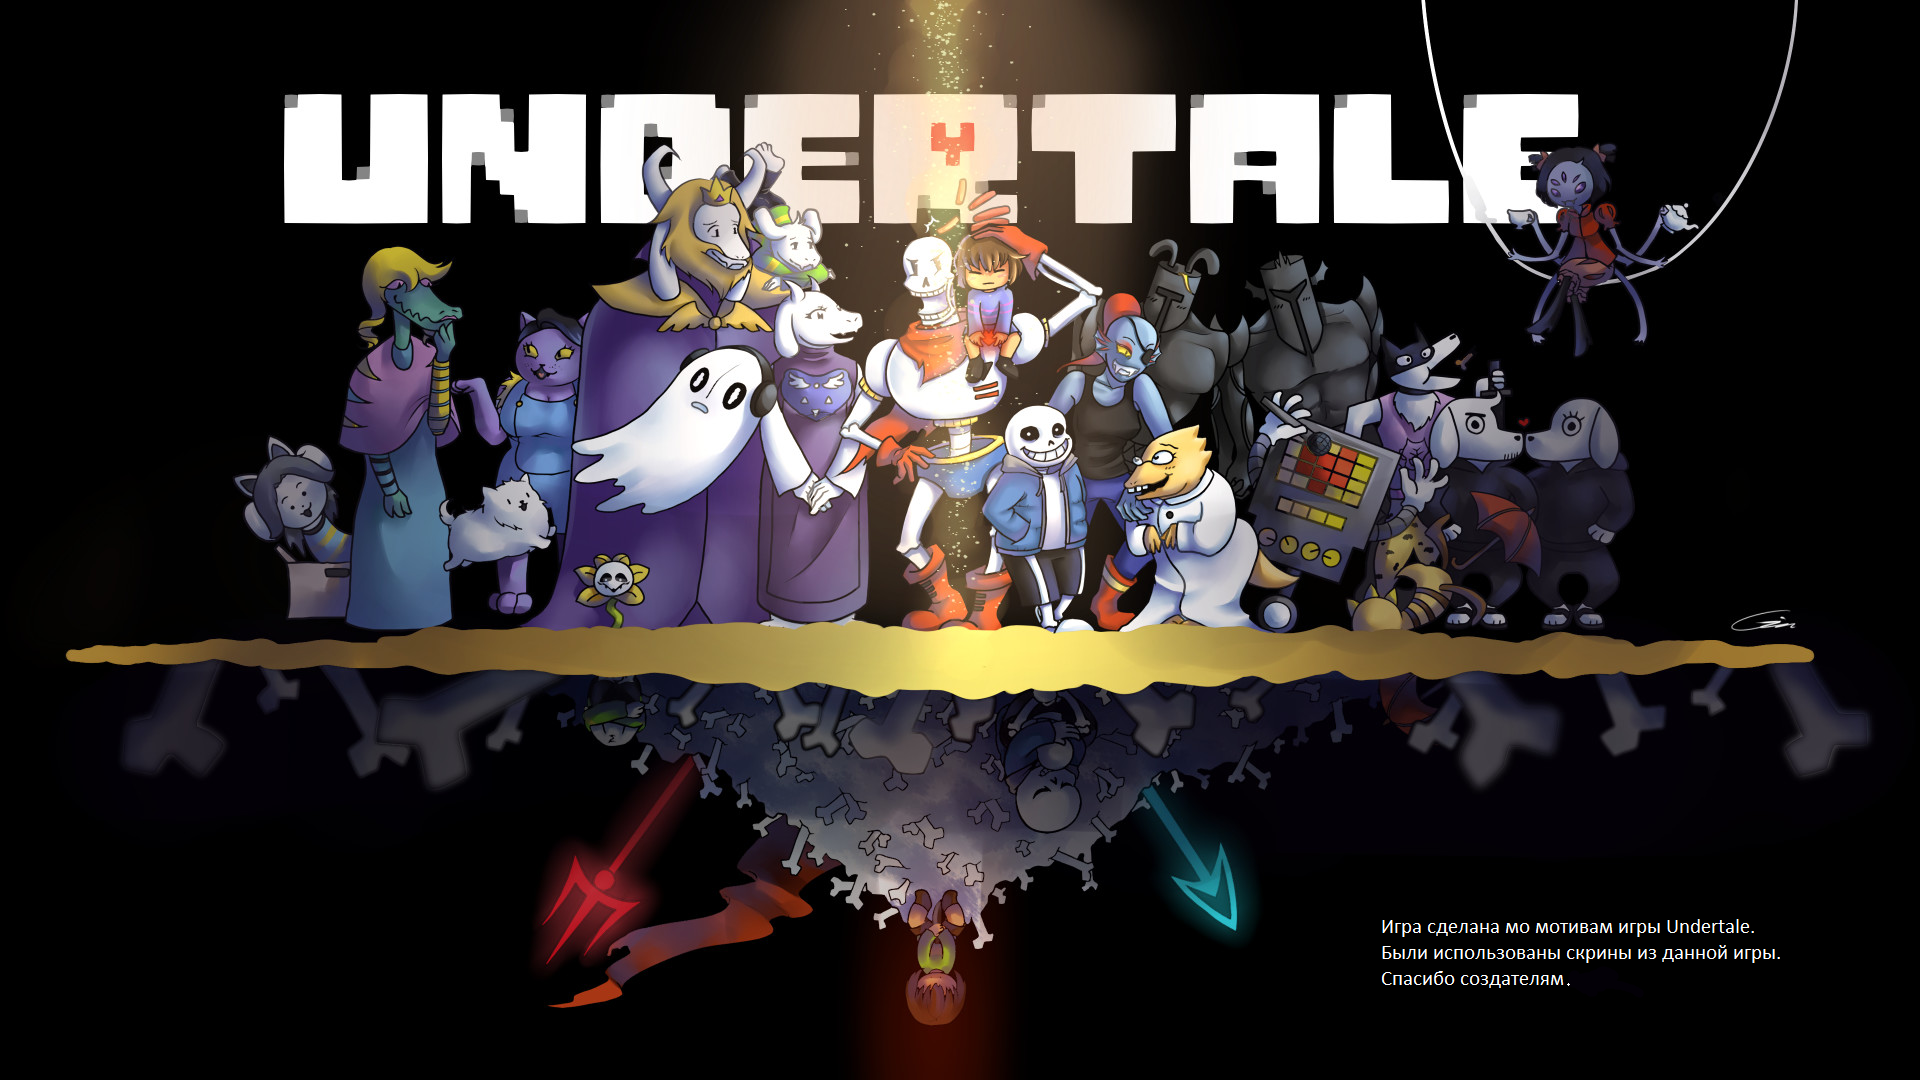 UNDERTALE
Игра сделана мо мотивам игры Undertale.
Были использованы скрины из данной игры.
Спасибо создателям.